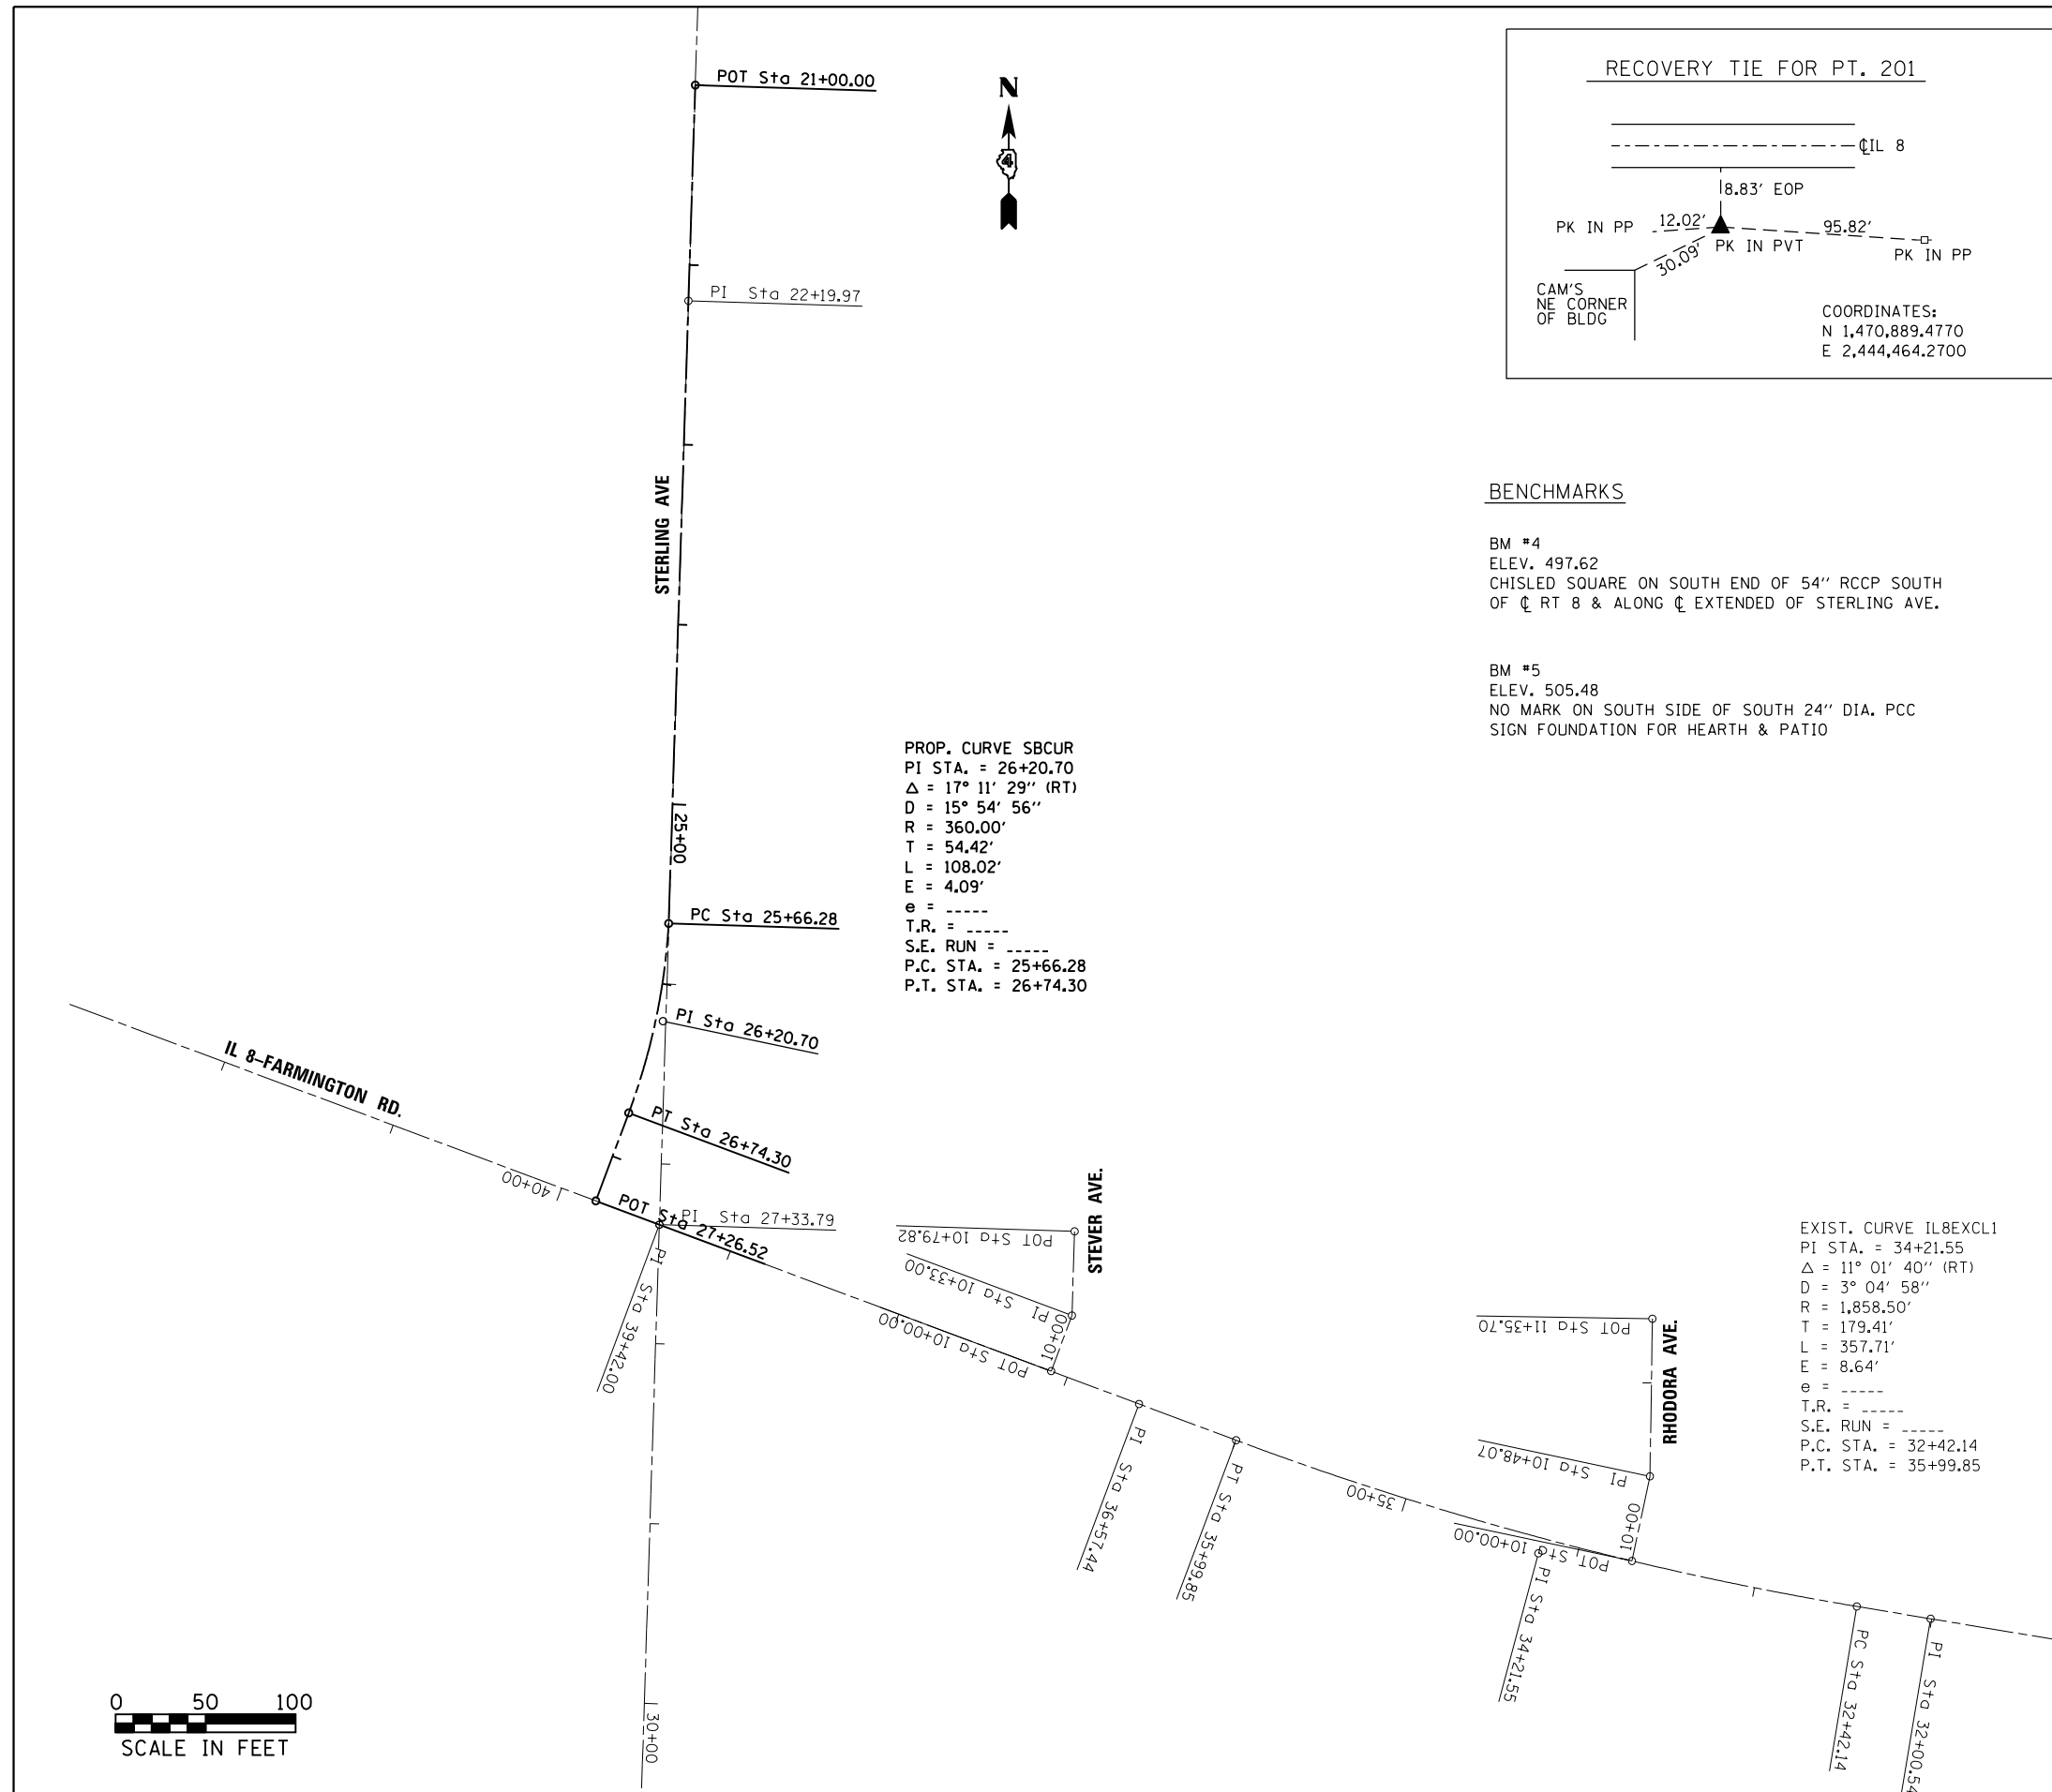 POT Sta 21+00.00
N
4
PI Sta 22+19.97
STERLING AVE
25+00
PC Sta 25+66.28
PI Sta 26+20.70
PT Sta 26+74.30
IL 8-FARMINGTON RD.
40+00
POT Sta 27+26.52
PI Sta 27+33.79
PI Sta 39+42.00
30+00
RECOVERY TIE FOR PT. 201
℄IL 8
8.83' EOP
PK IN PP
12.02'
95.82'
PK IN PVT
PK IN PP
30.09'
CAM'S
NE CORNER
OF BLDG
COORDINATES:
N 1,470,889.4770
E 2,444,464.2700
BENCHMARKS
BM #4
ELEV. 497.62
CHISLED SQUARE ON SOUTH END OF 54'' RCCP SOUTH
OF ℄ RT 8 & ALONG ℄ EXTENDED OF STERLING AVE.
BM #5
ELEV. 505.48
NO MARK ON SOUTH SIDE OF SOUTH 24'' DIA. PCC
SIGN FOUNDATION FOR HEARTH & PATIO
PROP. CURVE SBCUR
PI STA. = 26+20.70
Δ = 17° 11' 29'' (RT)
D = 15° 54' 56''
R = 360.00'
T = 54.42'
L = 108.02'
E = 4.09'
e = -----
T.R. = -----
S.E. RUN = -----
P.C. STA. = 25+66.28
P.T. STA. = 26+74.30
STEVER AVE.
POT Sta 10+79.82
PI Sta 10+33.00
10+00
POT Sta 10+00.00
PI Sta 36+57.44
PT Sta 35+99.85
35+00
RHODORA AVE.
POT Sta 11+35.70
PI Sta 10+48.07
10+00
POT Sta 10+00.00
PI Sta 34+21.55
PC Sta 32+42.14
PI Sta 32+00.54
EXIST. CURVE IL8EXCL1
PI STA. = 34+21.55
Δ = 11° 01' 40'' (RT)
D = 3° 04' 58''
R = 1,858.50'
T = 179.41'
L = 357.71'
E = 8.64'
e = -----
T.R. = -----
S.E. RUN = -----
P.C. STA. = 32+42.14
P.T. STA. = 35+99.85
0 50 100
SCALE IN FEET